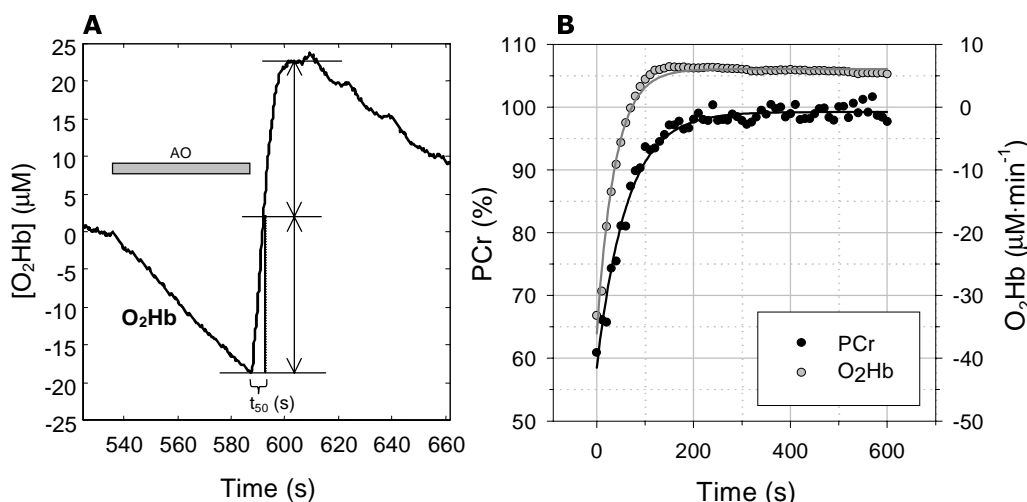 A
[O₂Hb] (μM)
25
20
15
10
5
0
-5
-10
-15
-20
-25
AO
O₂Hb
t₅₀ (s)
540 560 580 600 620 640 660
Time (s)
B
PCr (%)
110
100
90
80
70
60
50
10
0
-10
-20
-30
-40
-50
O₂Hb (μM·min⁻¹)
PCr
O₂Hb
0 200 400 600
Time (s)